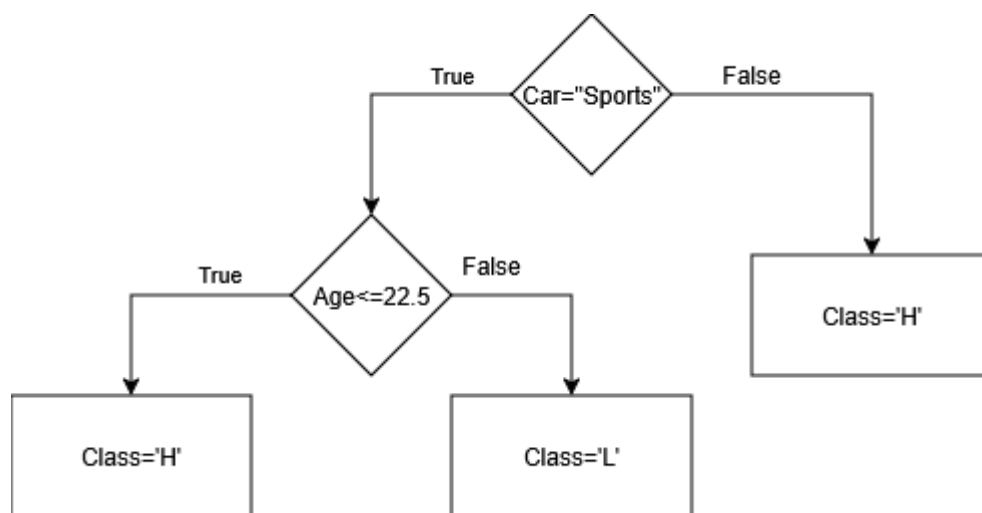 True
False
Car="Sports"
True
False
Age<=22.5
Class='H'
Class='H'
Class='L'